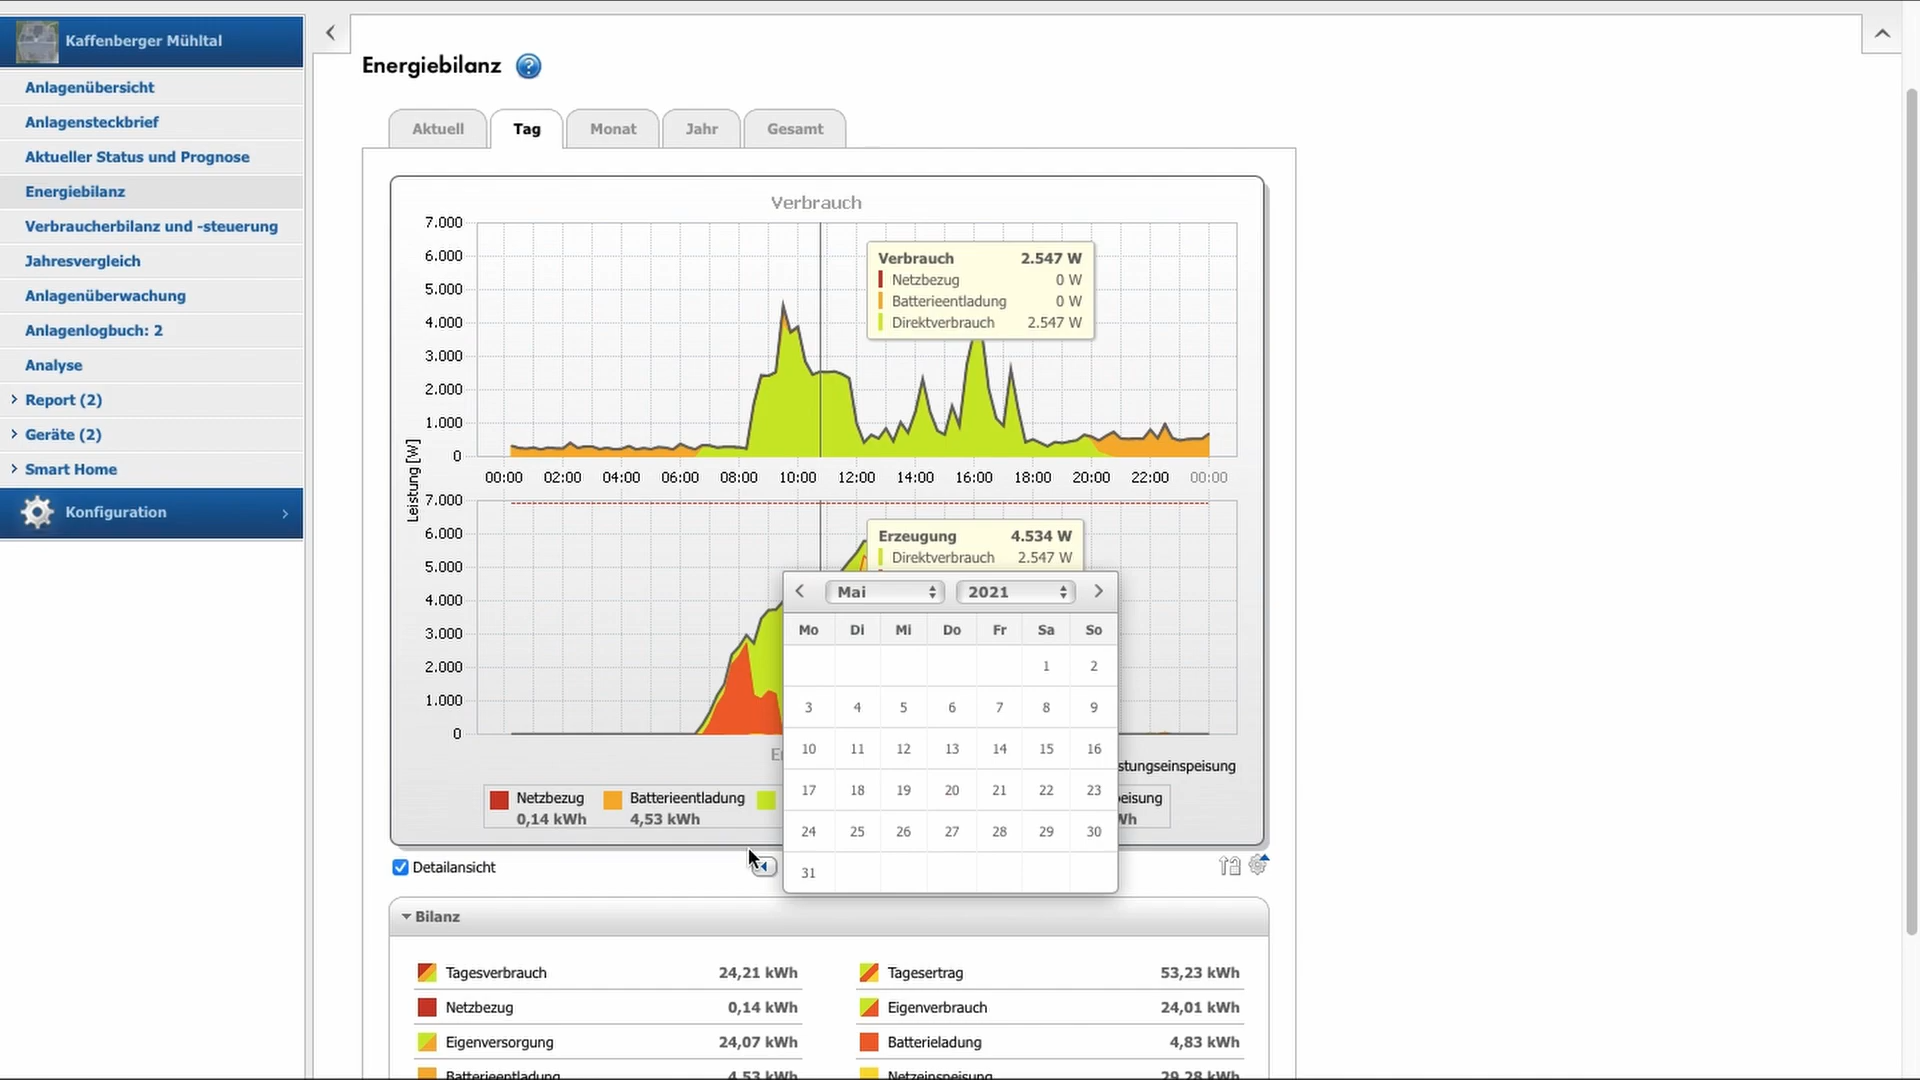 Kaffenberger Mühltal
Anlagenübersicht
Anlagensteckbrief
Aktueller Status und Prognose
Energiebilanz
Verbraucherbilanz und -steuerung
Jahresvergleich
Anlagenüberwachung
Anlagenlogbuch: 2
Analyse
Report (2)
Geräte (2)
Smart Home
Konfiguration
Energiebilanz ?
Aktuell Tag Monat Jahr Gesamt
Verbrauch
7.000
6.000
5.000
4.000
3.000
2.000
1.000
0
Verbrauch 2.547 W
Netzbezug 0 W
Batterieentladung 0 W
Direktverbrauch 2.547 W
00:00 02:00 04:00 06:00 08:00 10:00 12:00 14:00 16:00 18:00 20:00 22:00 00:00
Leistung [W]
7.000
6.000
5.000
4.000
3.000
2.000
1.000
0
Erzeugung 4.534 W
Direktverbrauch 2.547 W
Mai 2021
Mo Di Mi Do Fr Sa So
1 2
3 4 5 6 7 8 9
10 11 12 13 14 15 16
17 18 19 20 21 22 23
24 25 26 27 28 29 30
31
stungseinspeisung
Netzbezug Batterieentladung eisung
0,14 kWh 4,53 kWh Wh
Detailansicht
Bilanz
Tagesverbrauch 24,21 kWh Tagesertrag 53,23 kWh
Netzbezug 0,14 kWh Eigenverbrauch 24,01 kWh
Eigenversorgung 24,07 kWh Batterieladung 4,83 kWh
Batterieentladung 4,53 kWh Netzeinspeisung 29,28 kWh